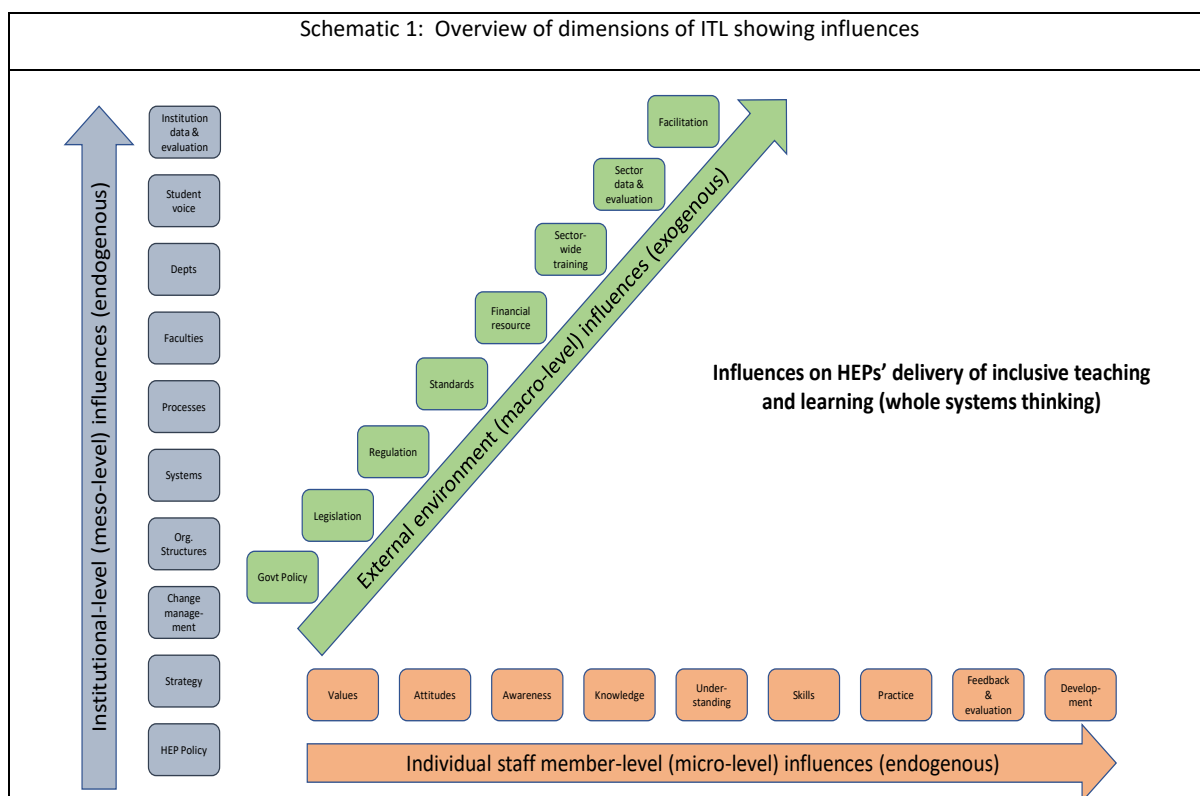 Schematic 1: Overview of dimensions of ITL showing influences
Institutional-level (meso-level) influences (endogenous)
Institution
data &
evaluation
Student
voice
Depts
Faculties
Processes
Systems
Org.
Structures
Change
manage-
ment
Strategy
HEP Policy
Facilitation
Sector
data &
evaluation
Sector-
wide
training
Financial
resource
Standards
Regulation
Legislation
Govt Policy
External environment (macro-level) influences (exogenous)
Influences on HEPs’ delivery of inclusive teaching
and learning (whole systems thinking)
Values
Attitudes
Awareness
Knowledge
Under-
standing
Skills
Practice
Feedback
&
evaluation
Develop-
ment
Individual staff member-level (micro-level) influences (endogenous)